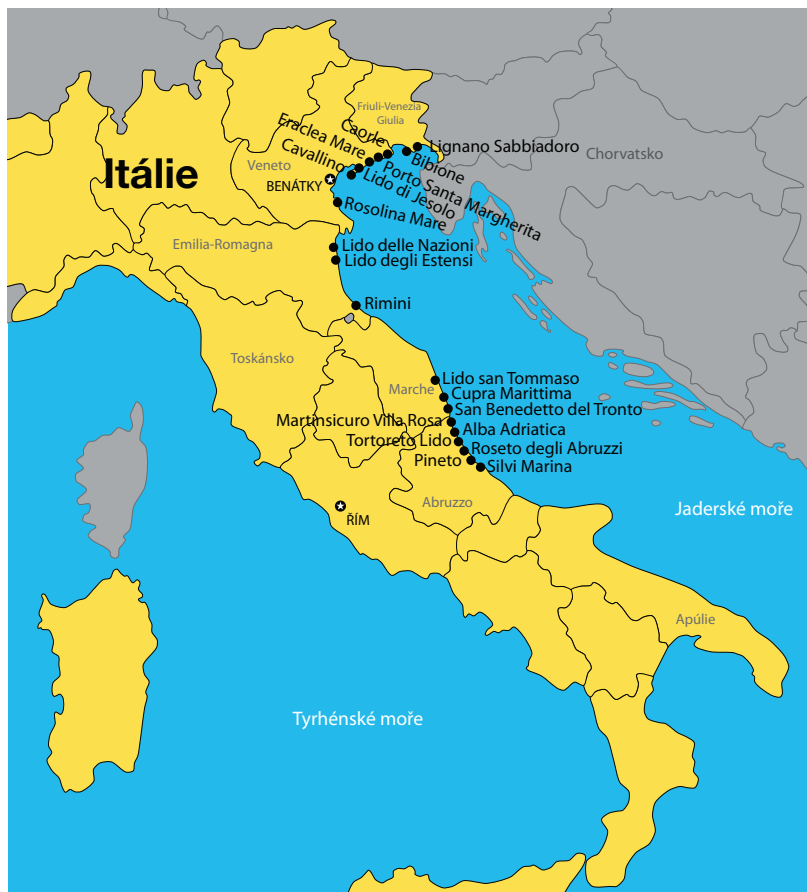 Friuli-Venezia
Giulia
Lignano Sabbiadoro
Bibione
Caorle
Porto Santa Margherita
Eraclea Mare
Lido di Jesolo
Cavallino
Chorvatsko
Itálie
Veneto
BENÁTKY
Rosolina Mare
Emilia-Romagna
Lido delle Nazioni
Lido degli Estensi
Rimini
Toskánsko
Marche
Lido san Tommaso
Cupra Marittima
San Benedetto del Tronto
Martinsicuro Villa Rosa
Alba Adriatica
Tortoreto Lido
Roseto degli Abruzzi
Pineto
Silvi Marina
Abruzzo
ŘÍM
Jaderské moře
Apúlie
Tyrhénské moře